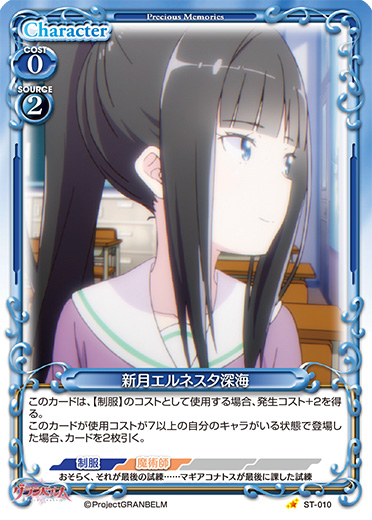 Precious Memories
Character
COST
0
SOURCE
2
新月エルネスタ深海
このカードは、【制服】のコストとして使用する場合、発生コスト+2を得
る。
このカードが使用コストが7以上の自分のキャラがいる状態で登場し
た場合、カードを2枚引く。
制服 魔術師
おそらく、それが最後の試練……マギアコナトスが最後に課した試練
グランベルム
©ProjectGRANBELM
ST-010